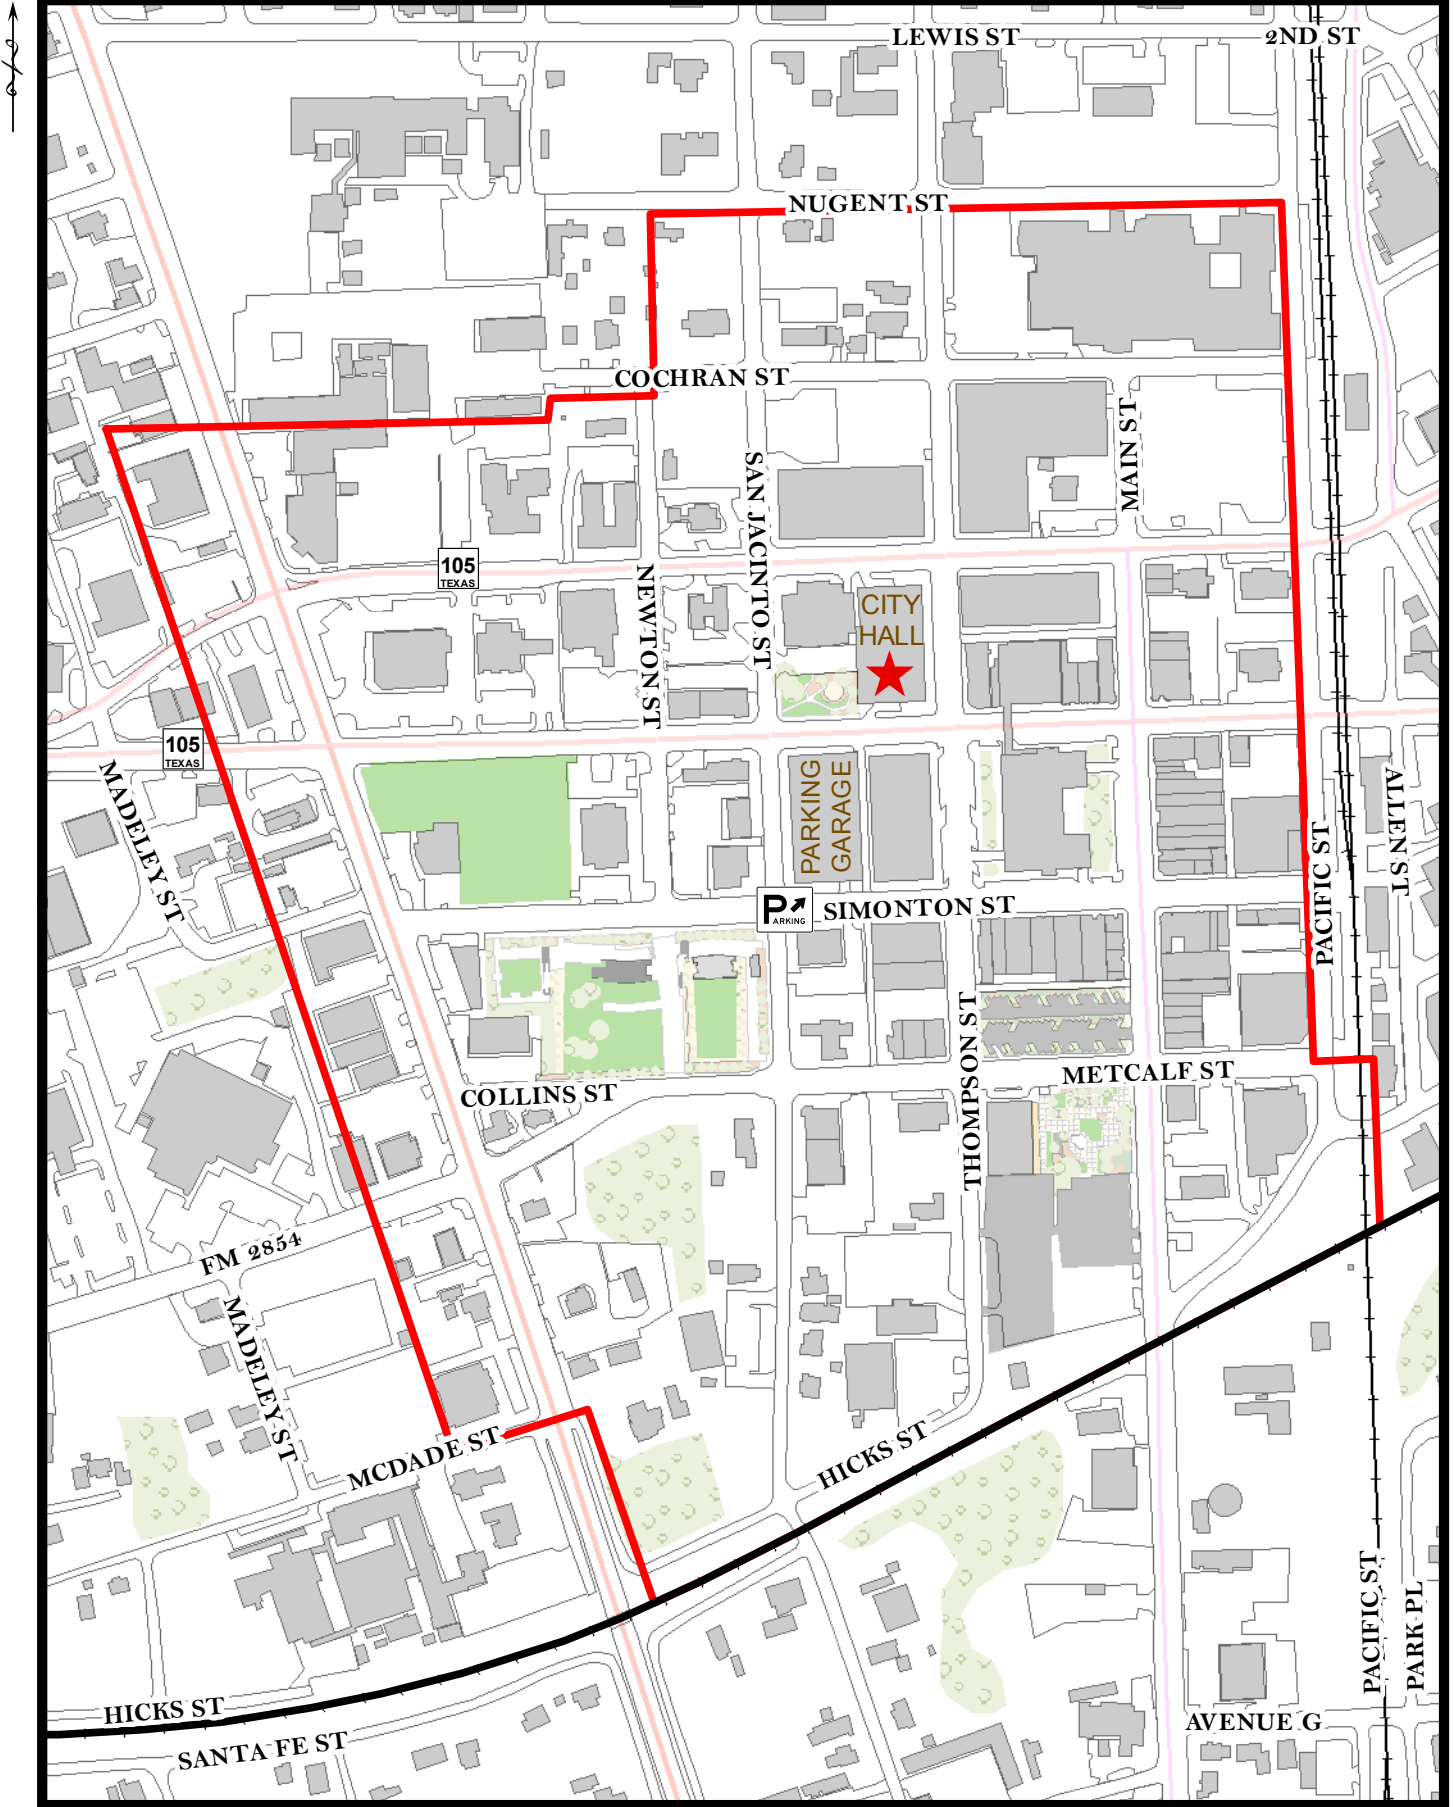 LEWIS ST
2ND ST
NUGENT ST
COCHRAN ST
MAIN ST
SAN JACINTO ST
105
TEXAS
NEWTON ST
CITY
HALL
105
TEXAS
MADELEY ST
PARKING
GARAGE
ALLEN ST
PACIFIC ST
P
ARKING
SIMONTON ST
THOMPSON ST
METCALF ST
COLLINS ST
FM 2854
MADELEY ST
MCDADE ST
HICKS ST
PACIFIC ST
PARK PL
HICKS ST
AVENUE G
SANTA FE ST